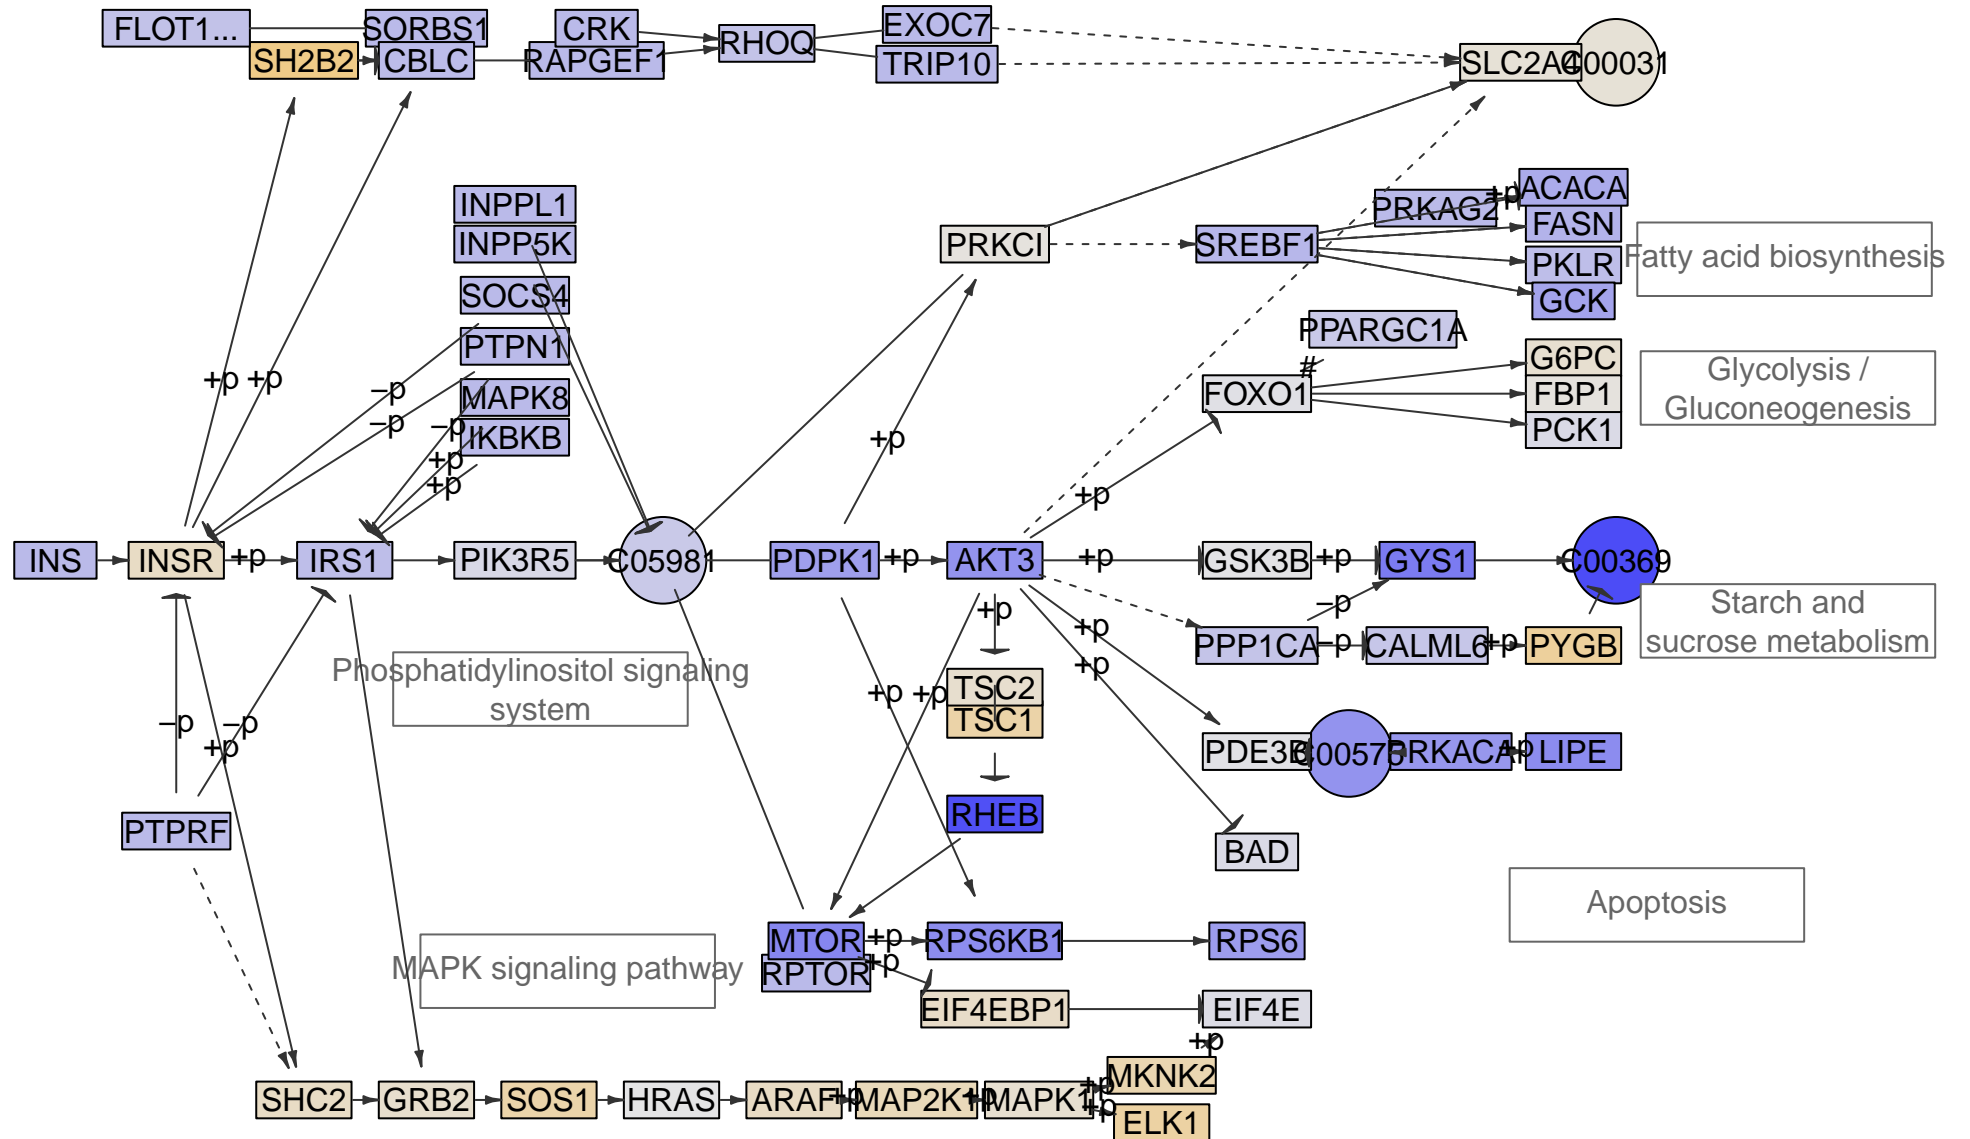 FLOT1...
SORBS1
CRK
EXOC7
SH2B2
CBLC
RAPGEF1
RHOQ
TRIP10
SLC2A4
C00031
INPPL1
INPP5K
SOCS4
PTPN1
MAPK8
IKBKB
PRKCI
SREBF1
PRKAG2
+p
ACACA
FASN
PKLR
GCK
Fatty acid biosynthesis
PPARGC1A
#
FOXO1
G6PC
FBP1
PCK1
Glycolysis /
Gluconeogenesis
+p
+p
–p
–p
–p
+p
+p
+p
+p
INS
INSR
+p
IRS1
PIK3R5
C05981
PDPK1
+p
AKT3
+p
GSK3B
+p
GYS1
C00369
–p
PPP1CA
–p
CALML6
+p
PYGB
Starch and
sucrose metabolism
+p
+p
+p
Phosphatidylinositol signaling
system
–p
–p
+p
+p
+p
TSC2
TSC1
PDE3B
C00575
PRKACA
+p
LIPE
PTPRF
RHEB
BAD
Apoptosis
MAPK signaling pathway
MTOR
+p
RPS6KB1
RPS6
RPTOR
+p
EIF4EBP1
EIF4E
+p
SHC2
GRB2
SOS1
HRAS
ARAF
+p
MAP2K1
+p
MAPK1
+p
+p
MKNK2
ELK1